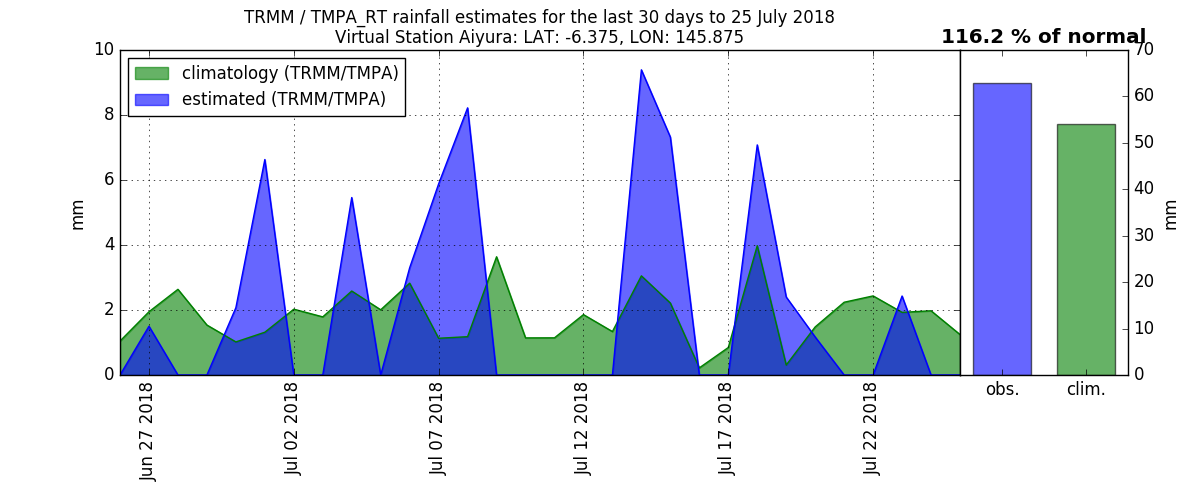 TRMM / TMPA_RT rainfall estimates for the last 30 days to 25 July 2018
Virtual Station Aiyura: LAT: -6.375, LON: 145.875
116.2 % of normal
climatology (TRMM/TMPA)
estimated (TRMM/TMPA)
10
8
6
4
2
0
mm
Jun 27 2018
Jul 02 2018
Jul 07 2018
Jul 12 2018
Jul 17 2018
Jul 22 2018
70
60
50
40
30
20
10
0
mm
obs.
clim.